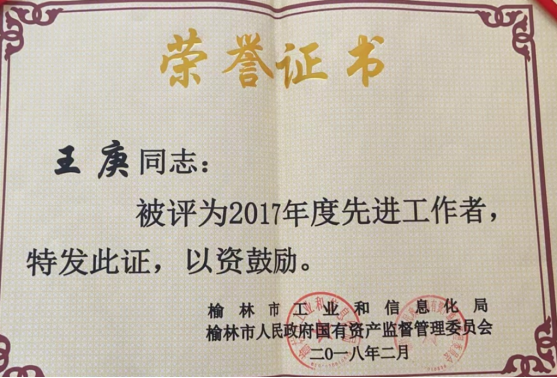 荣誉证书
王庚同志：
被评为2017年度先进工作者，
特发此证，以资鼓励。
榆林市工业和信息化局
榆林市人民政府国有资产监督管理委员会
二〇一八年二月